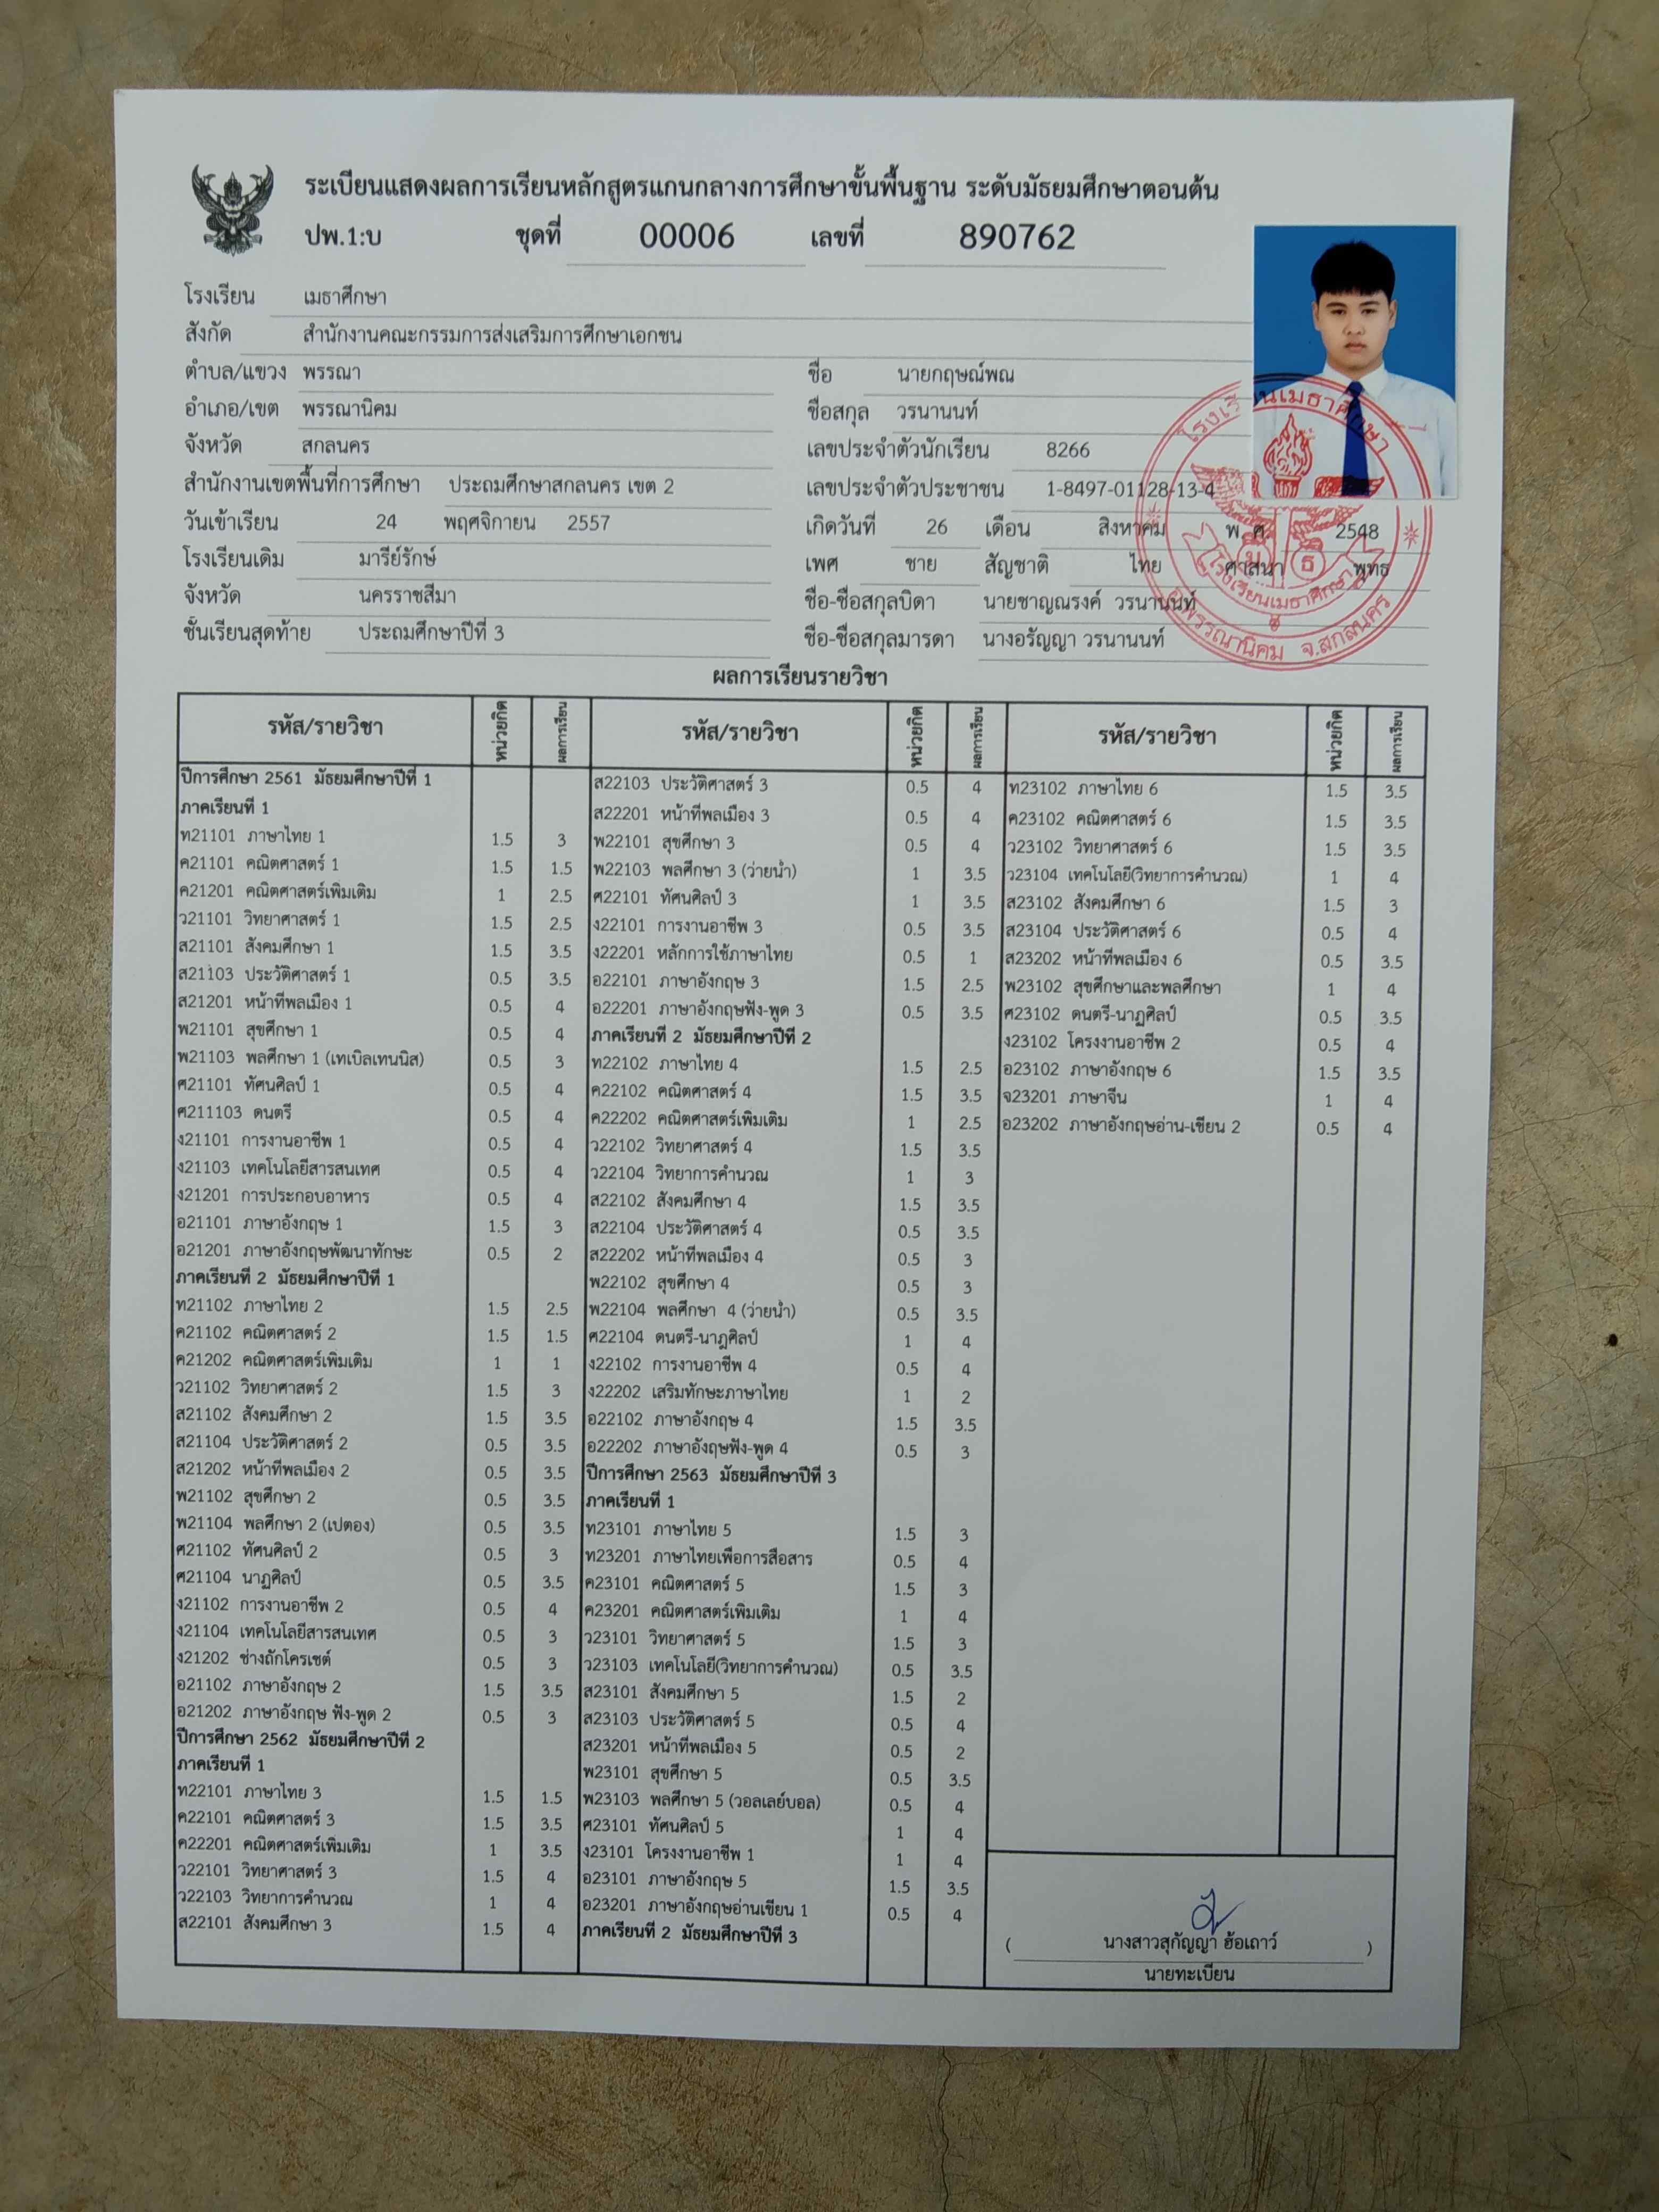 ระเบียนแสดงผลการเรียนหลักสูตรแกนกลางการศึกษาขั้นพื้นฐาน ระดับมัธยมศึกษาตอนต้น
ปพ.1:บ ชุดที่ 00006 เลขที่ 890762
โรงเรียน เมธาศึกษา
สังกัด สำนักงานคณะกรรมการส่งเสริมการศึกษาเอกชน
ตำบล/แขวง พรรณา
อำเภอ/เขต พรรณานิคม
จังหวัด สกลนคร
สำนักงานเขตพื้นที่การศึกษา ประถมศึกษาสกลนคร เขต 2
วันเข้าเรียน 24 พฤศจิกายน 2557
โรงเรียนเดิม มารีย์รักษ์
จังหวัด นครราชสีมา
ชั้นเรียนสุดท้าย ประถมศึกษาปีที่ 3
ชื่อ นายกฤษณ์พณ
ชื่อสกุล วรนานนท์
เลขประจำตัวนักเรียน 8266
เลขประจำตัวประชาชน 1-8497-01128-13-4
เกิดวันที่ 26 เดือน สิงหาคม พ.ศ. 2548
เพศ ชาย สัญชาติ ไทย ศาสนา พุทธ
ชื่อ-ชื่อสกุลบิดา นายชาญณรงค์ วรนานนท์
ชื่อ-ชื่อสกุลมารดา นางอรัญญา วรนานนท์
โรงเรียนเมธาศึกษา
ม ธ
โรงเรียนเมธาศึกษา
อ.พรรณานิคม จ.สกลนคร
ผลการเรียนรายวิชา
รหัส/รายวิชา หน่วยกิต ผลการเรียน
ปีการศึกษา 2561 มัธยมศึกษาปีที่ 1
ภาคเรียนที่ 1
ท21101 ภาษาไทย 1 1.5 3
ค21101 คณิตศาสตร์ 1 1.5 1.5
ค21201 คณิตศาสตร์เพิ่มเติม 1 2.5
ว21101 วิทยาศาสตร์ 1 1.5 2.5
ส21101 สังคมศึกษา 1 1.5 3.5
ส21103 ประวัติศาสตร์ 1 0.5 3.5
ส21201 หน้าที่พลเมือง 1 0.5 4
พ21101 สุขศึกษา 1 0.5 4
พ21103 พลศึกษา 1 (เทเบิลเทนนิส) 0.5 3
ศ21101 ทัศนศิลป์ 1 0.5 4
ศ211103 ดนตรี 0.5 4
ง21101 การงานอาชีพ 1 0.5 4
ง21103 เทคโนโลยีสารสนเทศ 0.5 4
ง21201 การประกอบอาหาร 0.5 4
อ21101 ภาษาอังกฤษ 1 1.5 3
อ21201 ภาษาอังกฤษพัฒนาทักษะ 0.5 2
ภาคเรียนที่ 2 มัธยมศึกษาปีที่ 1
ท21102 ภาษาไทย 2 1.5 2.5
ค21102 คณิตศาสตร์ 2 1.5 1.5
ค21202 คณิตศาสตร์เพิ่มเติม 1 1
ว21102 วิทยาศาสตร์ 2 1.5 3
ส21102 สังคมศึกษา 2 1.5 3.5
ส21104 ประวัติศาสตร์ 2 0.5 3.5
ส21202 หน้าที่พลเมือง 2 0.5 3.5
พ21102 สุขศึกษา 2 0.5 3.5
พ21104 พลศึกษา 2 (เปตอง) 0.5 3.5
ศ21102 ทัศนศิลป์ 2 0.5 3
ศ21104 นาฏศิลป์ 0.5 3.5
ง21102 การงานอาชีพ 2 0.5 4
ง21104 เทคโนโลยีสารสนเทศ 0.5 3
ง21202 ช่างถักโครเชต์ 0.5 3
อ21102 ภาษาอังกฤษ 2 1.5 3.5
อ21202 ภาษาอังกฤษ ฟัง-พูด 2 0.5 3
ปีการศึกษา 2562 มัธยมศึกษาปีที่ 2
ภาคเรียนที่ 1
ท22101 ภาษาไทย 3 1.5 1.5
ค22101 คณิตศาสตร์ 3 1.5 3.5
ค22201 คณิตศาสตร์เพิ่มเติม 1 3.5
ว22101 วิทยาศาสตร์ 3 1.5 4
ว22103 วิทยาการคำนวณ 1 4
ส22101 สังคมศึกษา 3 1.5 4
รหัส/รายวิชา หน่วยกิต ผลการเรียน
ส22103 ประวัติศาสตร์ 3 0.5 4
ส22201 หน้าที่พลเมือง 3 0.5 4
พ22101 สุขศึกษา 3 0.5 4
พ22103 พลศึกษา 3 (ว่ายน้ำ) 1 3.5
ศ22101 ทัศนศิลป์ 3 1 3.5
ง22101 การงานอาชีพ 3 0.5 3.5
ง22201 หลักการใช้ภาษาไทย 0.5 1
อ22101 ภาษาอังกฤษ 3 1.5 2.5
อ22201 ภาษาอังกฤษฟัง-พูด 3 0.5 3.5
ภาคเรียนที่ 2 มัธยมศึกษาปีที่ 2
ท22102 ภาษาไทย 4 1.5 2.5
ค22102 คณิตศาสตร์ 4 1.5 3.5
ค22202 คณิตศาสตร์เพิ่มเติม 1 2.5
ว22102 วิทยาศาสตร์ 4 1.5 3.5
ว22104 วิทยาการคำนวณ 1 3
ส22102 สังคมศึกษา 4 1.5 3.5
ส22104 ประวัติศาสตร์ 4 0.5 3.5
ส22202 หน้าที่พลเมือง 4 0.5 3
พ22102 สุขศึกษา 4 0.5 3
พ22104 พลศึกษา 4 (ว่ายน้ำ) 0.5 3.5
ศ22104 ดนตรี-นาฎศิลป์ 1 4
ง22102 การงานอาชีพ 4 0.5 4
ง22202 เสริมทักษะภาษาไทย 1 2
อ22102 ภาษาอังกฤษ 4 1.5 3.5
อ22202 ภาษาอังฤษฟัง-พูด 4 0.5 3
ปีการศึกษา 2563 มัธยมศึกษาปีที่ 3
ภาคเรียนที่ 1
ท23101 ภาษาไทย 5 1.5 3
ท23201 ภาษาไทยเพื่อการสื่อสาร 0.5 4
ค23101 คณิตศาสตร์ 5 1.5 3
ค23201 คณิตศาสตร์เพิ่มเติม 1 4
ว23101 วิทยาศาสตร์ 5 1.5 3
ว23103 เทคโนโลยี(วิทยาการคำนวณ) 0.5 3.5
ส23101 สังคมศึกษา 5 1.5 2
ส23103 ประวัติศาสตร์ 5 0.5 4
ส23201 หน้าที่พลเมือง 5 0.5 2
พ23101 สุขศึกษา 5 0.5 3.5
พ23103 พลศึกษา 5 (วอลเลย์บอล) 0.5 4
ศ23101 ทัศนศิลป์ 5 1 4
ง23101 โครงงานอาชีพ 1 1 4
อ23101 ภาษาอังกฤษ 5 1.5 3.5
อ23201 ภาษาอังกฤษอ่านเขียน 1 0.5 4
ภาคเรียนที่ 2 มัธยมศึกษาปีที่ 3
รหัส/รายวิชา หน่วยกิต ผลการเรียน
ท23102 ภาษาไทย 6 1.5 3.5
ค23102 คณิตศาสตร์ 6 1.5 3.5
ว23102 วิทยาศาสตร์ 6 1.5 3.5
ว23104 เทคโนโลยี(วิทยาการคำนวณ) 1 4
ส23102 สังคมศึกษา 6 1.5 3
ส23104 ประวัติศาสตร์ 6 0.5 4
ส23202 หน้าที่พลเมือง 6 0.5 3.5
พ23102 สุขศึกษาและพลศึกษา 1 4
ศ23102 ดนตรี-นาฏศิลป์ 0.5 3.5
ง23102 โครงงานอาชีพ 2 0.5 4
อ23102 ภาษาอังกฤษ 6 1.5 3.5
จ23201 ภาษาจีน 1 4
อ23202 ภาษาอังกฤษอ่าน-เขียน 2 0.5 4
( นางสาวสุกัญญา ฮ้อเถาว์ )
นายทะเบียน